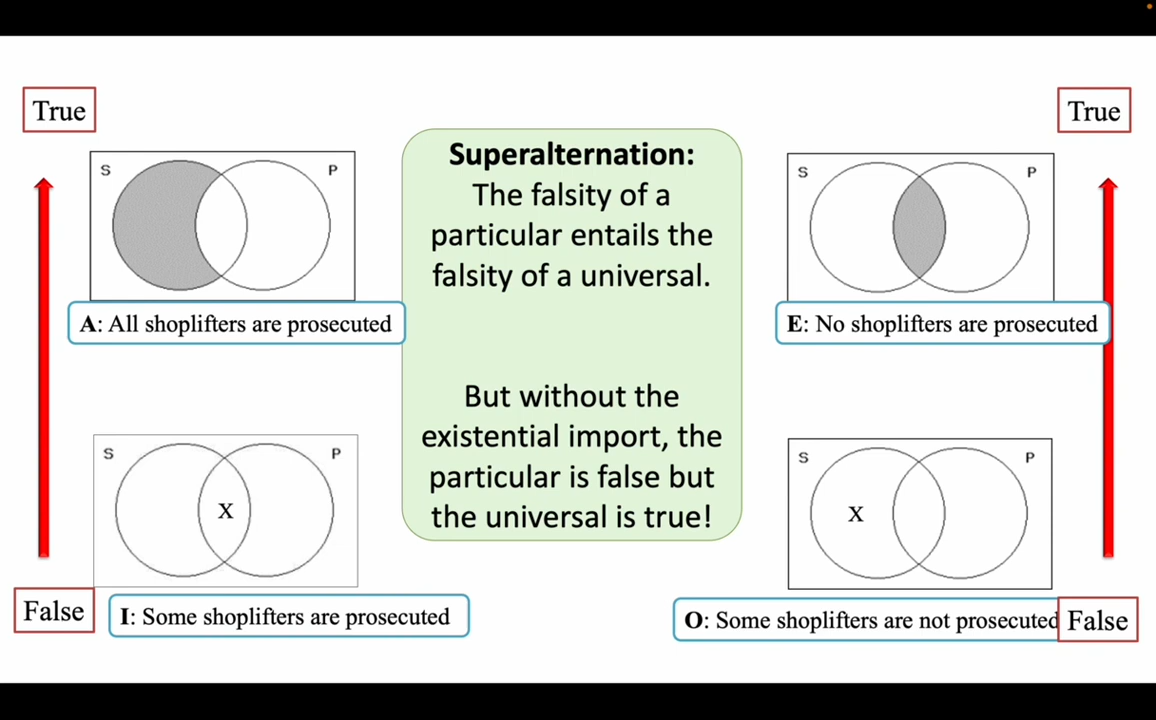 True
True
S
P
Superalternation:
The falsity of a
particular entails the
falsity of a universal.
S
P
A: All shoplifters are prosecuted
E: No shoplifters are prosecuted
But without the
existential import, the
particular is false but
the universal is true!
S
P
X
S
P
X
False
I: Some shoplifters are prosecuted
O: Some shoplifters are not prosecuted
False